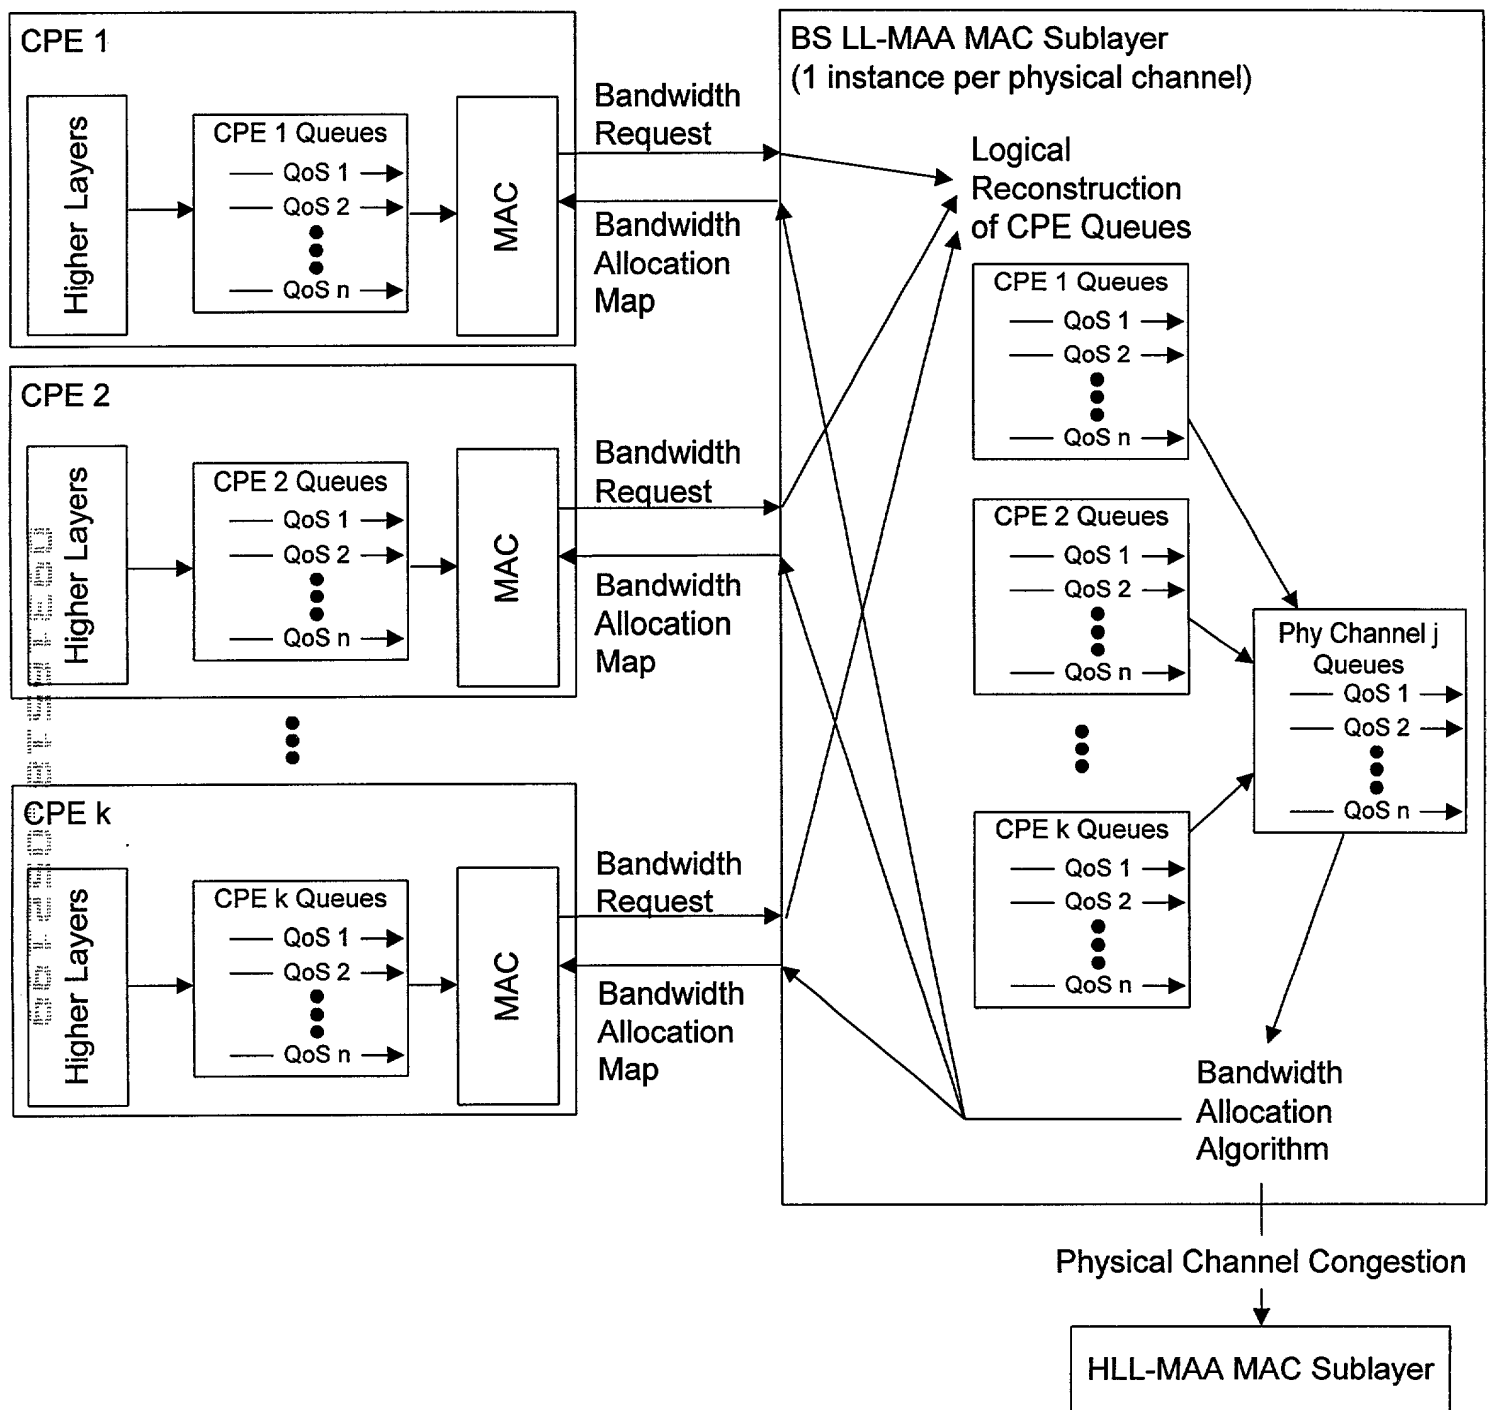 CPE 1
Higher Layers
CPE 1 Queues
QoS 1
QoS 2
QoS n
MAC
Bandwidth
Request
Bandwidth
Allocation
Map
CPE 2
Higher Layers
CPE 2 Queues
QoS 1
QoS 2
QoS n
MAC
Bandwidth
Request
Bandwidth
Allocation
Map
CPE k
Higher Layers
CPE k Queues
QoS 1
QoS 2
QoS n
MAC
Bandwidth
Request
Bandwidth
Allocation
Map
BS LL-MAA MAC Sublayer
(1 instance per physical channel)
Logical
Reconstruction
of CPE Queues
CPE 1 Queues
QoS 1
QoS 2
QoS n
CPE 2 Queues
QoS 1
QoS 2
QoS n
CPE k Queues
QoS 1
QoS 2
QoS n
Phy Channel j
Queues
QoS 1
QoS 2
QoS n
Bandwidth
Allocation
Algorithm
Physical Channel Congestion
HLL-MAA MAC Sublayer